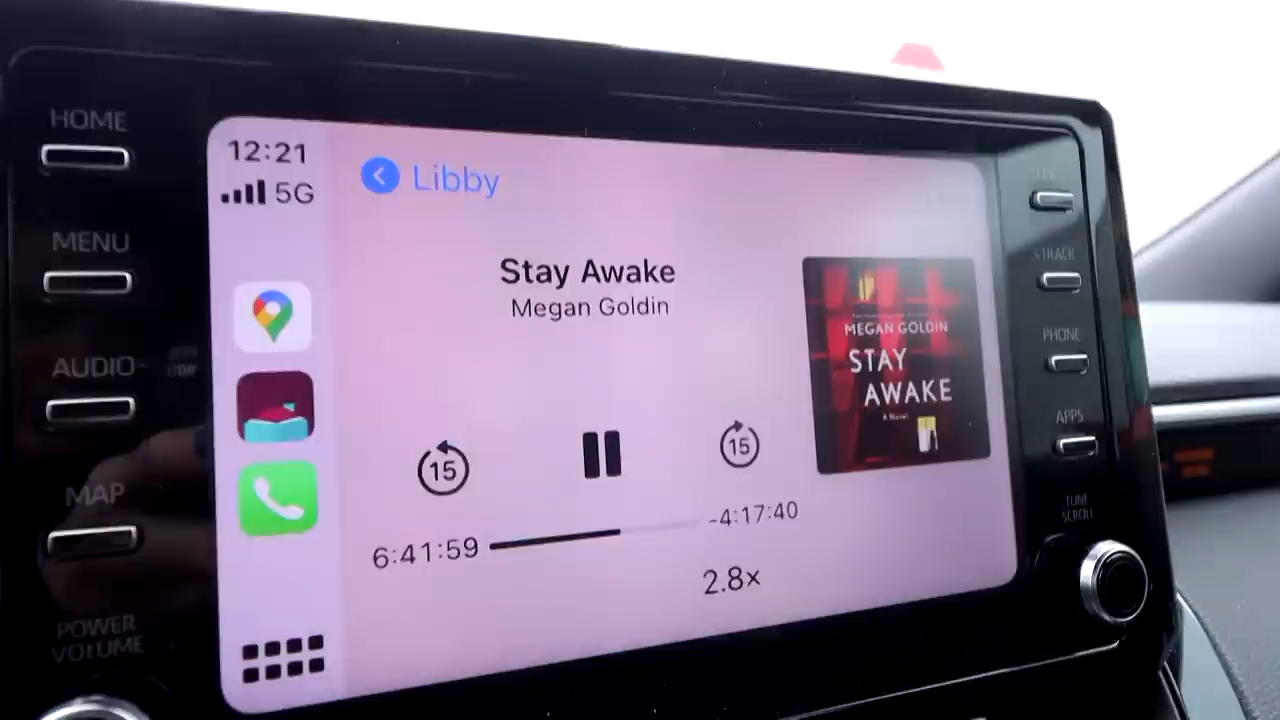 HOME
MENU
AUDIO
MAP
POWER
VOLUME
12:21
5G
Libby
Stay Awake
Megan Goldin
15
15
6:41:59
-4:17:40
2.8×
MEGAN GOLDIN
STAY
AWAKE
A Novel
TRACK
PHONE
APPS
TUNE
SCROLL